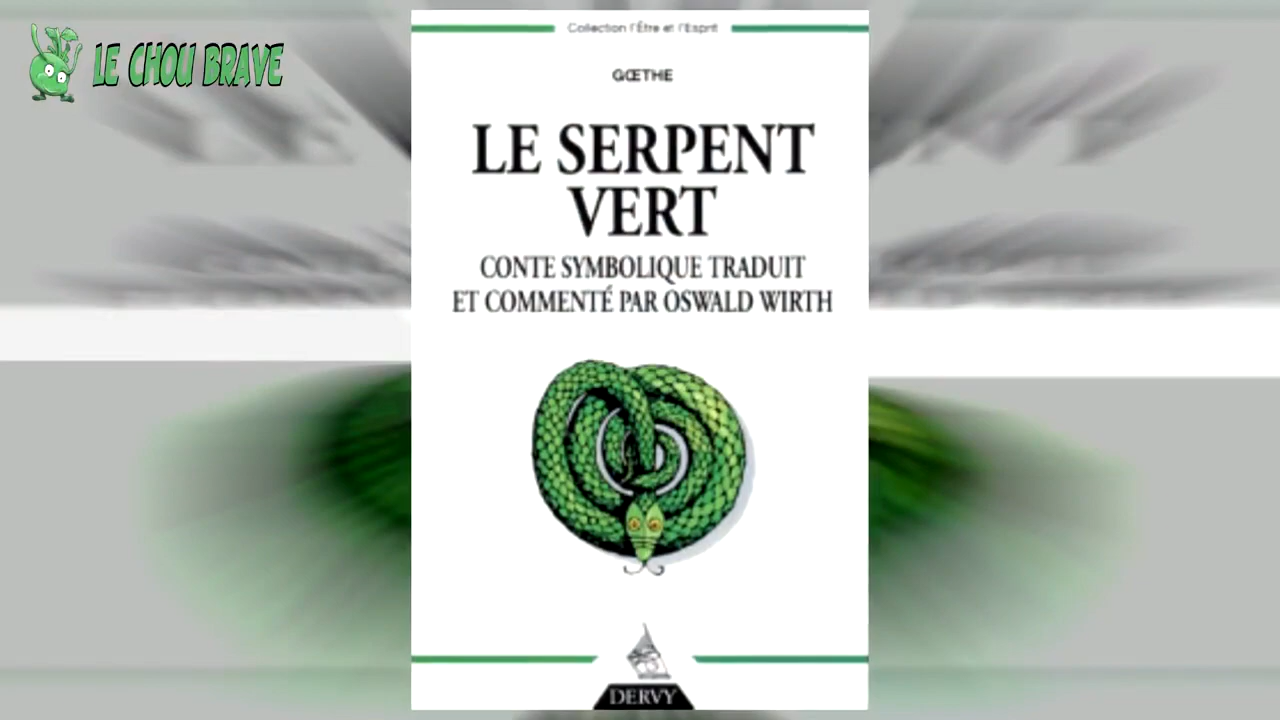 LE CHOU BRAVE
Collection l'Être et l'Esprit
GŒTHE
LE SERPENT
VERT
CONTE SYMBOLIQUE TRADUIT
ET COMMENTÉ PAR OSWALD WIRTH
DERVY